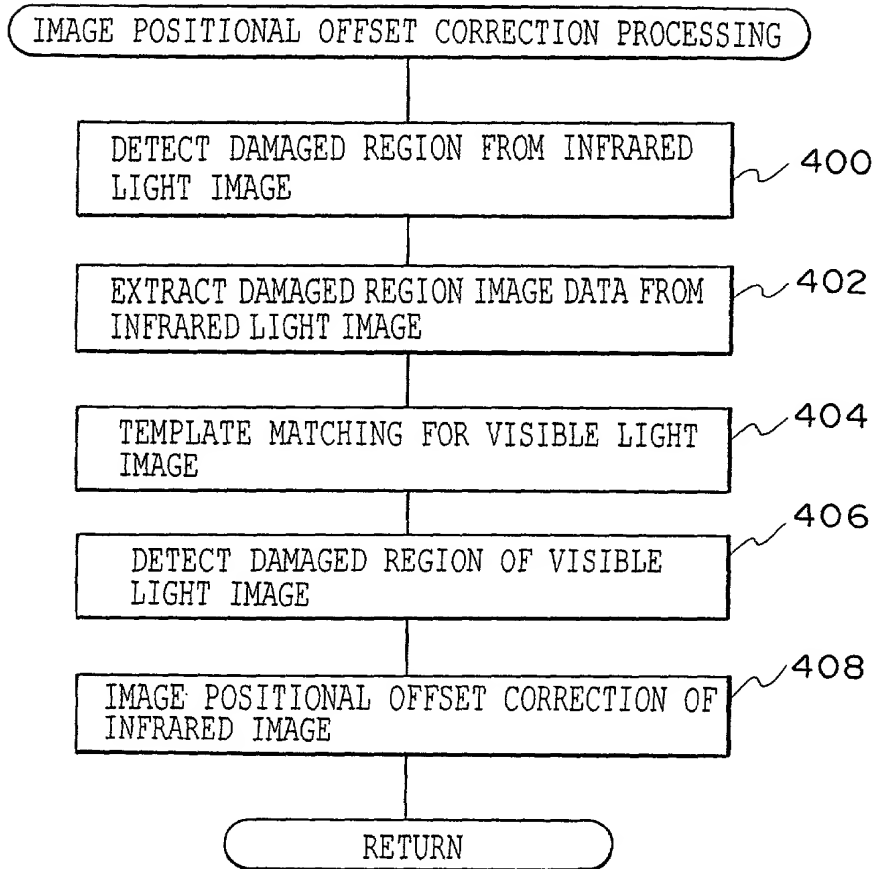 IMAGE POSITIONAL OFFSET CORRECTION PROCESSING
DETECT DAMAGED REGION FROM INFRARED
LIGHT IMAGE
400
EXTRACT DAMAGED REGION IMAGE DATA FROM
INFRARED LIGHT IMAGE
402
TEMPLATE MATCHING FOR VISIBLE LIGHT
IMAGE
404
DETECT DAMAGED REGION OF VISIBLE
LIGHT IMAGE
406
IMAGE POSITIONAL OFFSET CORRECTION OF
INFRARED IMAGE
408
RETURN